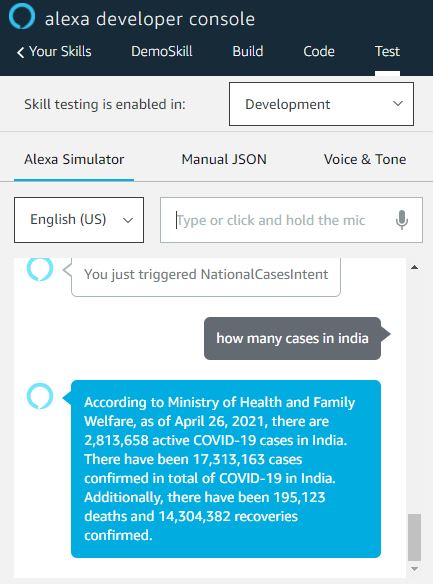 alexa developer console
Your Skills DemoSkill Build Code Test
Skill testing is enabled in: Development
Alexa Simulator Manual JSON Voice & Tone
English (US) Type or click and hold the mic
You just triggered NationalCasesIntent
how many cases in india
According to Ministry of Health and Family
Welfare, as of April 26, 2021, there are
2,813,658 active COVID-19 cases in India.
There have been 17,313,163 cases
confirmed in total of COVID-19 in India.
Additionally, there have been 195,123
deaths and 14,304,382 recoveries
confirmed.